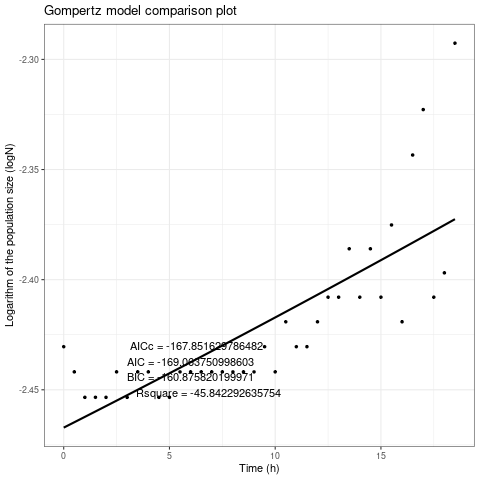 Gompertz model comparison plot
Logarithm of the population size (logN)
-2.30
-2.35
-2.40
-2.45
AICc = -167.851629786482
AIC = -169.093750998603
BIC = -160.875820199971
Rsquare = -45.842292635754
0 5 10 15
Time (h)